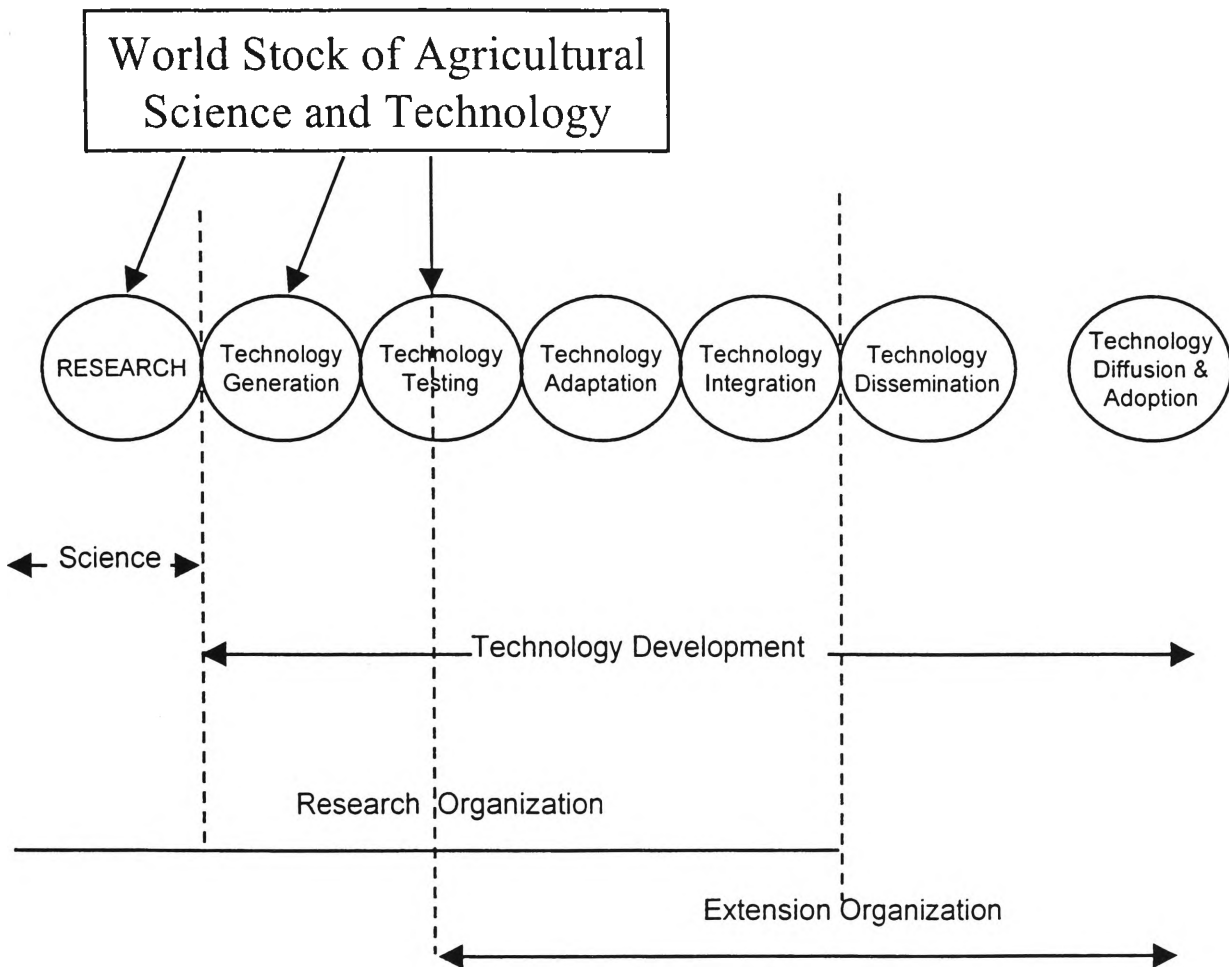 World Stock of Agricultural
Science and Technology
RESEARCH
Technology
Generation
Technology
Testing
Technology
Adaptation
Technology
Integration
Technology
Dissemination
Technology
Diffusion &
Adoption
Science
Technology Development
Research Organization
Extension Organization